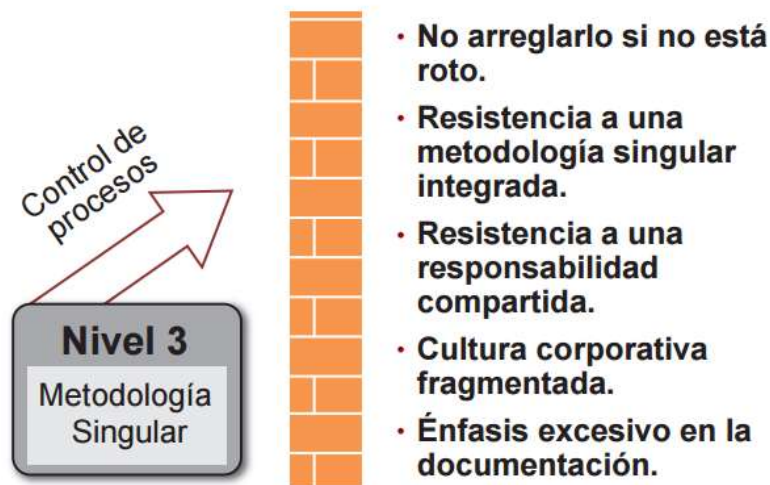 Control de
procesos
Nivel 3
Metodología
Singular
• No arreglarlo si no está
roto.
• Resistencia a una
metodología singular
integrada.
• Resistencia a una
responsabilidad
compartida.
• Cultura corporativa
fragmentada.
• Énfasis excesivo en la
documentación.